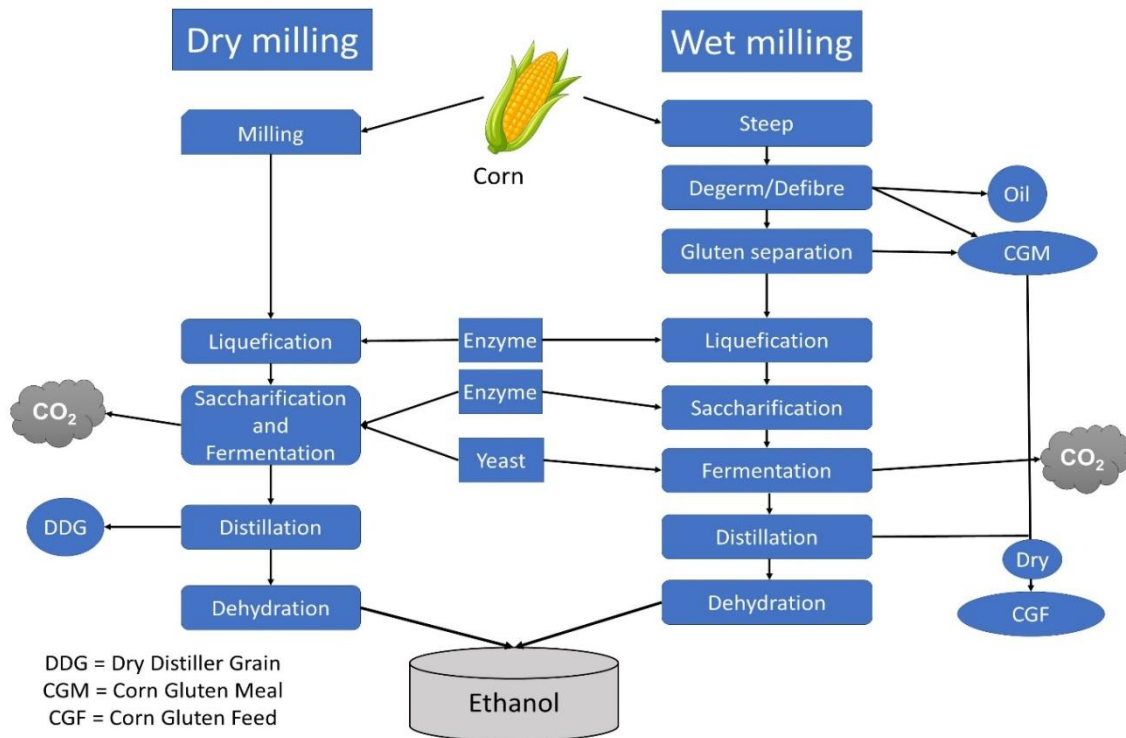 Dry milling
Wet milling
Milling
Corn
Steep
Degerm/Defibre
Oil
Gluten separation
CGM
Liquefication
Enzyme
Liquefication
CO₂
Saccharification
and
Fermentation
Enzyme
Saccharification
Yeast
Fermentation
CO₂
DDG
Distillation
Distillation
Dry
Dehydration
Dehydration
CGF
DDG = Dry Distiller Grain
CGM = Corn Gluten Meal
CGF = Corn Gluten Feed
Ethanol